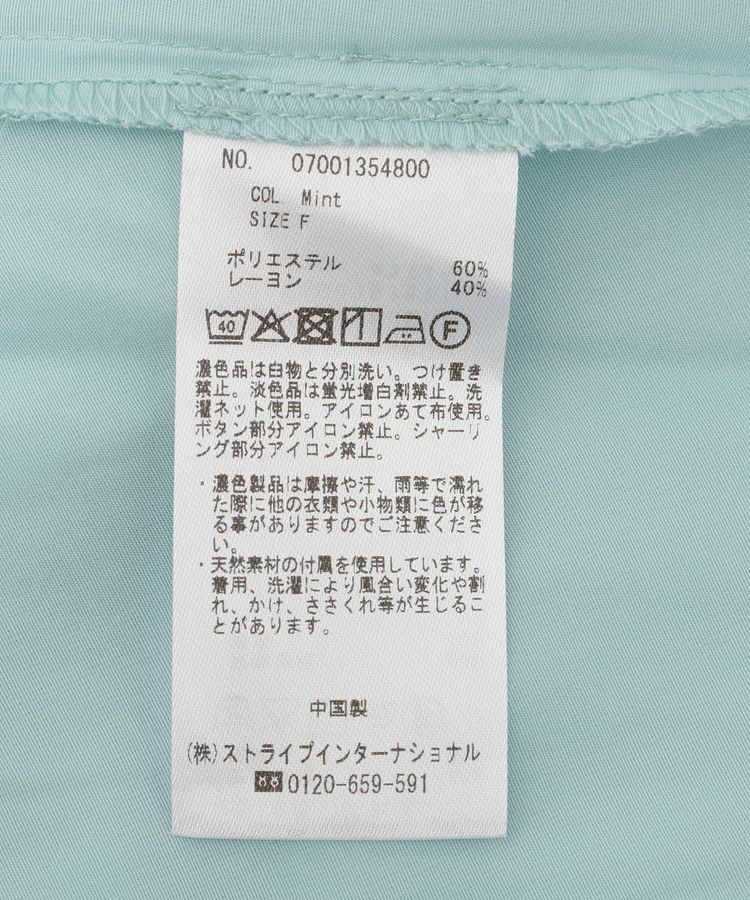 NO. 07001354800
COL Mint
SIZE F
ポリエステル 60%
レーヨン 40%
40 F
濃色品は白物と分別洗い。つけ置き
禁止。淡色品は蛍光増白剤禁止。洗
濯ネット使用。アイロンあて布使用。
ボタン部分アイロン禁止。シャーリ
ング部分アイロン禁止。
・濃色製品は摩擦や汗、雨等で濡れ
た際に他の衣類や小物類に色が移
る事がありますのでご注意くださ
い。
・天然素材の付属を使用しています。
着用、洗濯により風合い変化や割
れ、かけ、ささくれ等が生じるこ
とがあります。
中国製
(株)ストライプインターナショナル
0120-659-591